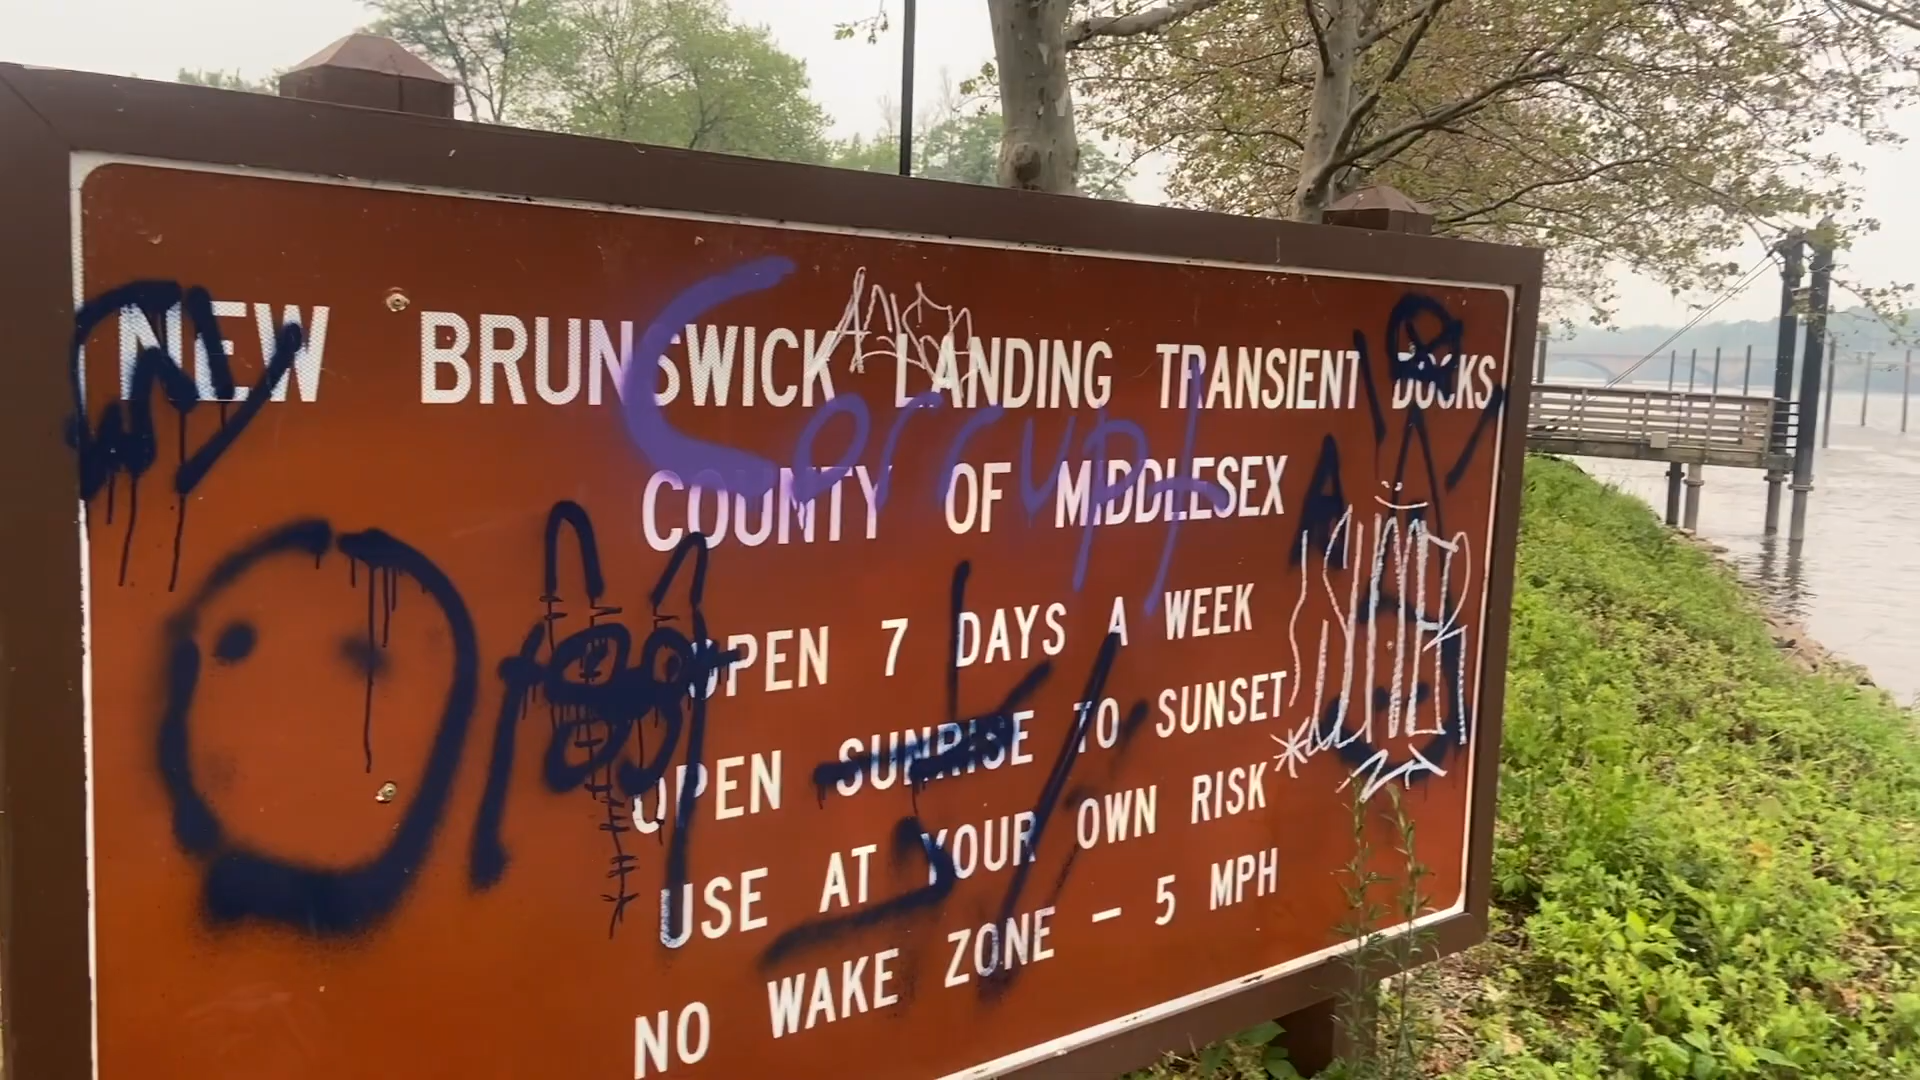 NEW BRUNSWICK LANDING TRANSIENT DOCKS
Corrupt
COUNTY OF MIDDLESEX
OPEN 7 DAYS A WEEK
OPEN SUNRISE TO SUNSET
USE AT YOUR OWN RISK
NO WAKE ZONE – 5 MPH